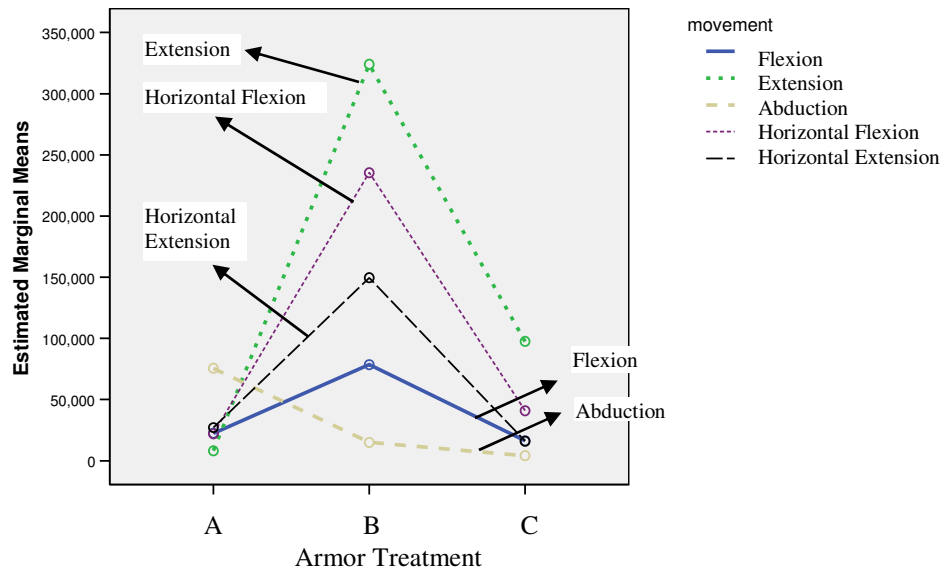 350,000
300,000
250,000
200,000
150,000
100,000
50,000
0
Estimated Marginal Means
Extension
Horizontal Flexion
Horizontal
Extension
Flexion
Abduction
A B C
Armor Treatment
movement
Flexion
Extension
Abduction
Horizontal Flexion
Horizontal Extension